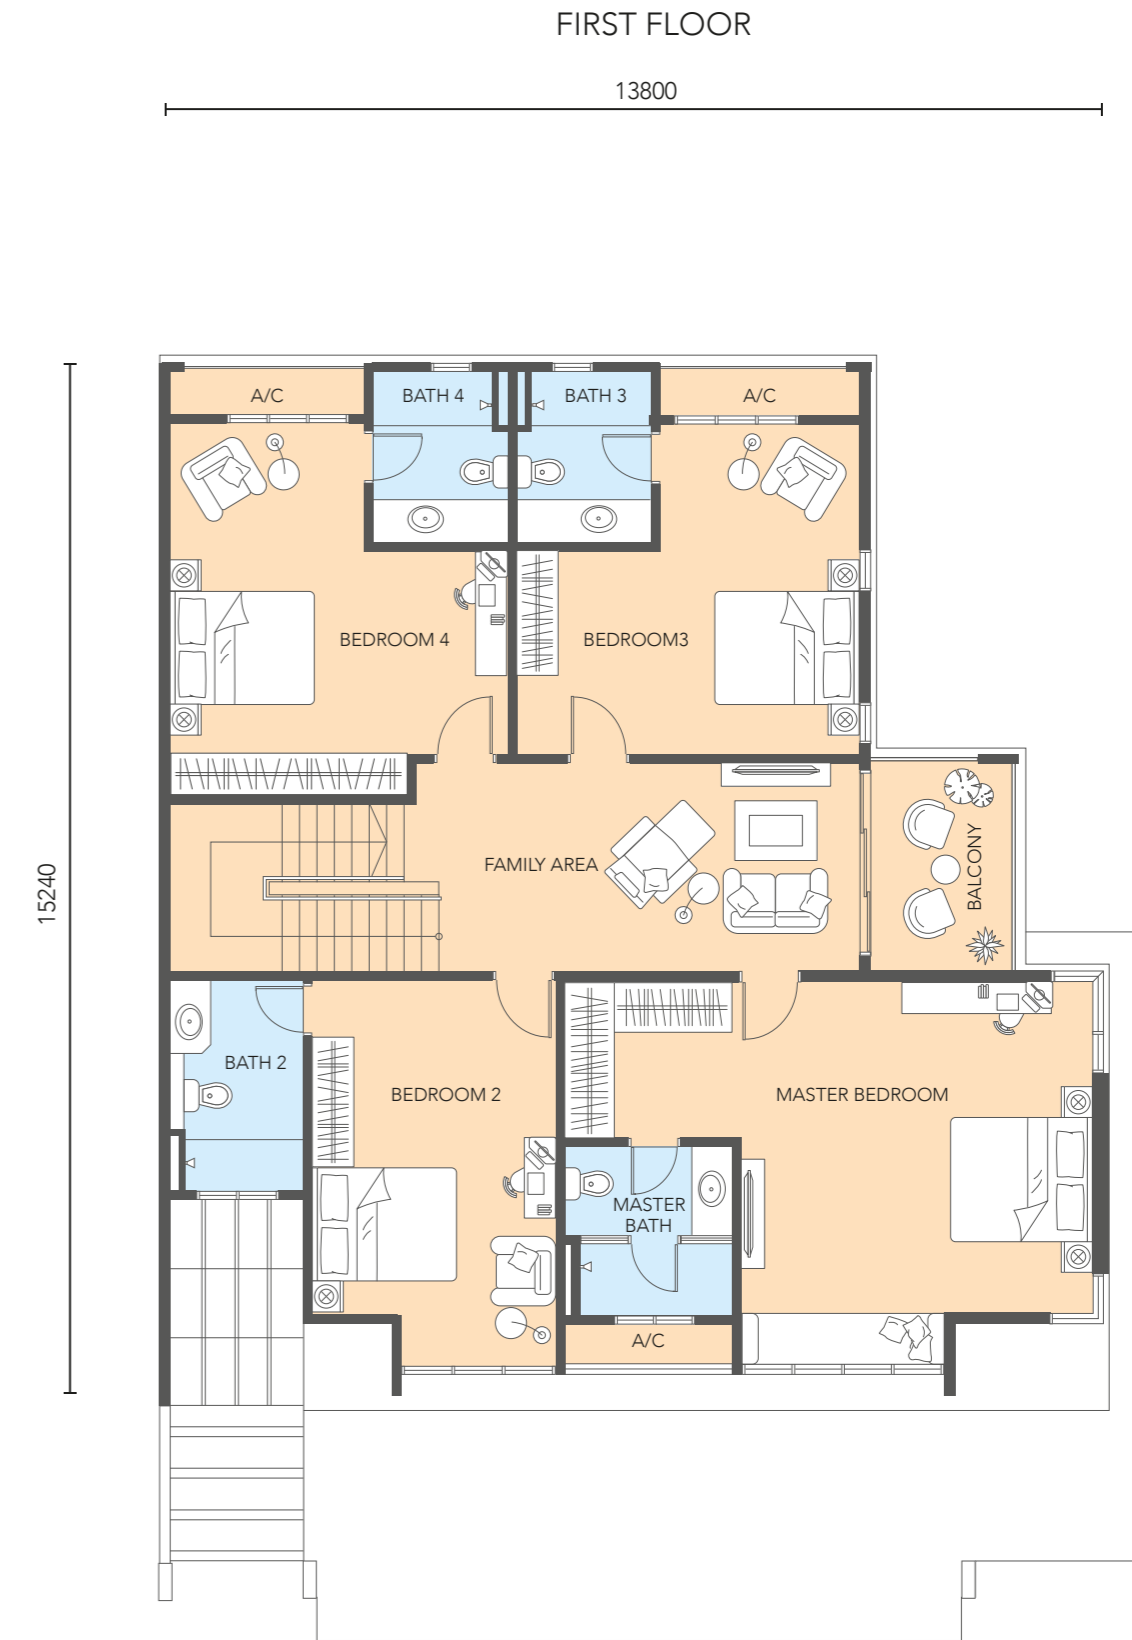 FIRST FLOOR
13800
A/C
BATH 4
BATH 3
A/C
BEDROOM 4
BEDROOM3
FAMILY AREA
BALCONY
15240
BATH 2
BEDROOM 2
MASTER BEDROOM
MASTER
BATH
A/C